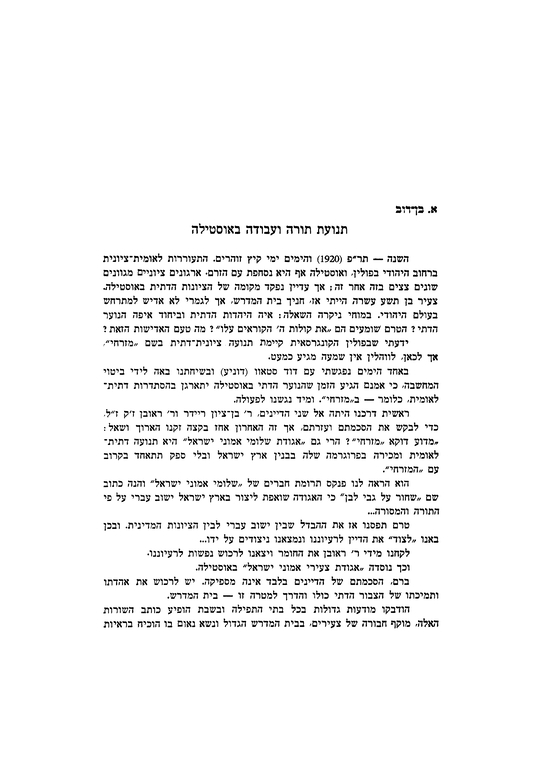 א. בן־דוב
תנועת תורה ועבודה באוסטילה
השנה — תר״פ (1920) והימים ימי קיץ זוהרים. התעוררות לאומית־ציונית
ברחוב היהודי בפולין, ואוסטילה אף היא נסחפת עם הזרם. ארגונים ציוניים מגוונים
שונים צצים בזה אחר זה; אך עדיין נפקד מקומה של הציונות הדתית באוסטילה.
צעיר בן תשע עשרה הייתי אז, חניך בית המדרש, אך לגמרי לא אדיש למתרחש
בעולם היהודי. במוחי ניקרה השאלה: איה היהדות הדתית וביחוד איפה הנוער
הדתי? הטרם שומעים הם „את קולות ה׳ הקוראים עלו״? מה טעם האדישות הזאת?
ידעתי שבפולין הקונגרסאית קיימת תנועה ציונית־דתית בשם „מזרחי״,
אך לכאן, לווהלין אין שמעה מגיע כמעט.
באחד הימים נפגשתי עם דוד סטאוו (דוניע) ובשיחתנו באה לידי ביטוי
המחשבה, כי אמנם הגיע הזמן שהנוער הדתי באוסטילה יתארגן בהסתדרות דתית־
לאומית, כלומר — ב„מזרחי״. ומיד נגשנו לפעולה.
ראשית דרכנו היתה אל שני הדיינים, ר׳ בן־ציון ריידר ור׳ ראובן ז״ק ז״ל,
כדי לבקש את הסכמתם ועזרתם, אך זה האחרון אחז בקצה זקנו הארוך ושאל:
„מדוע דוקא „מזרחי״? הרי גם „אגודת שלומי אמוני ישראל״ היא תנועה דתית־
לאומית ומכירה בפרוגרמה שלה בבנין ארץ ישראל ובלי ספק תתאחד בקרוב
עם „המזרחי״.
הוא הראה לנו פנקס תרומת חברים של „שלומי אמוני ישראל״ והנה כתוב
שם „שחור על גבי לבן״ כי האגודה שואפת ליצור בארץ ישראל ישוב עברי על פי
התורה והמסורה...
טרם תפסנו אז את ההבדל שבין ישוב עברי לבין הציונות המדינית, ובכן
באנו „לצוד״ את הדיין לרעיוננו ונמצאנו ניצודים על ידו...
לקחנו מידי ר׳ ראובן את החומר ויצאנו לרכוש נפשות לרעיוננו.
וכך נוסדה „אגודת צעירי אמוני ישראל״ באוסטילה.
ברם, הסכמתם של הדיינים בלבד אינה מספיקה. יש לרכוש את אהדתו
ותמיכתו של הצבור הדתי כולו והדרך למטרה זו — בית המדרש.
הודבקו מודעות גדולות בכל בתי התפילה ובשבת הופיע כותב השורות
האלה, מוקף חבורה של צעירים, בבית המדרש הגדול ונשא נאום בו הוכיח בראיות